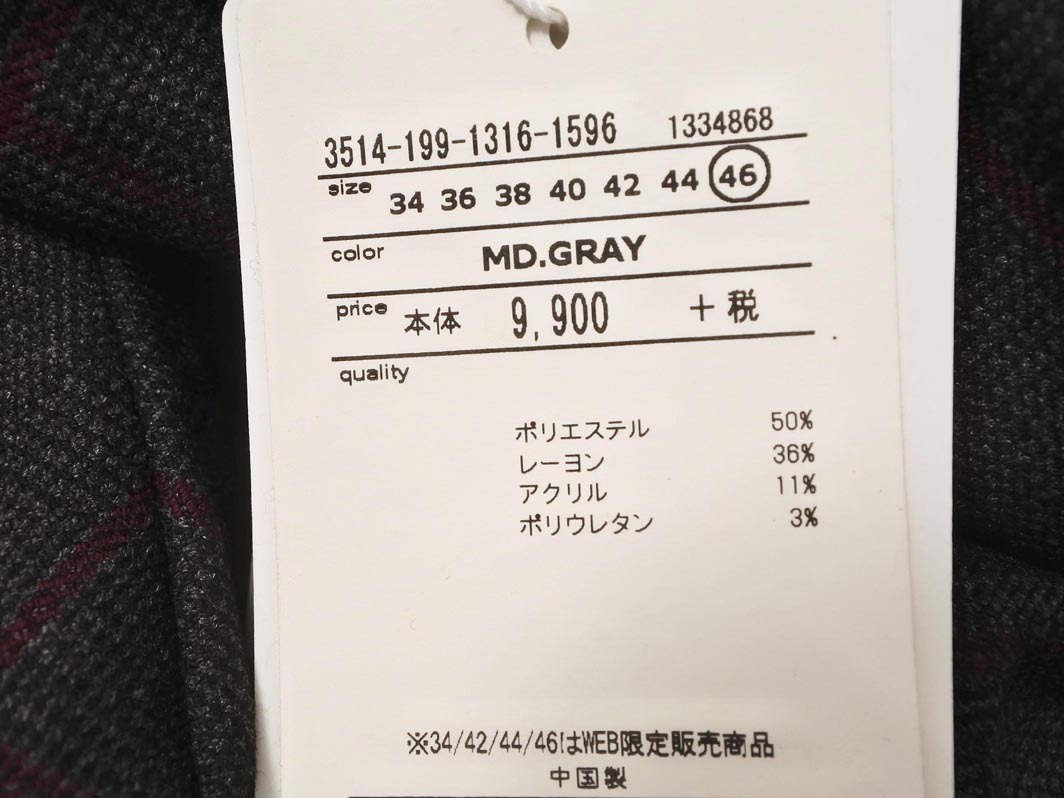 3514-199-1316-1596 1334868
size 34 36 38 40 42 44 46
color MD.GRAY
price 本体 9,900 +税
quality
ポリエステル 50%
レーヨン 36%
アクリル 11%
ポリウレタン 3%
※34/42/44/46はWEB限定販売商品
中国製